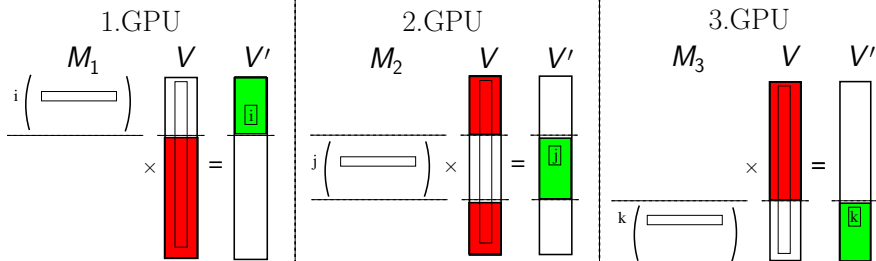 1.GPU
M₁ V V′
i
i
× =
2.GPU
M₂ V V′
j
j
× =
3.GPU
M₃ V V′
× =
k
k